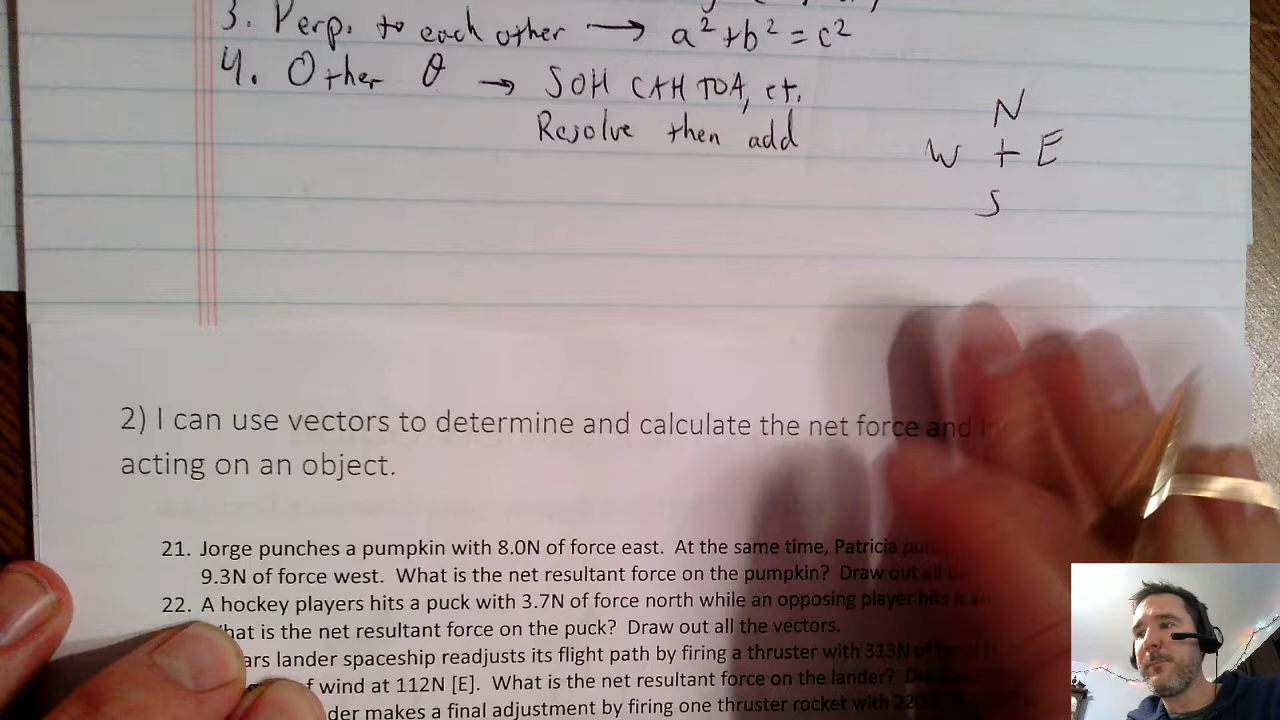 3. Perp. to each other → a²+b²=c²
4. Other θ → SOH CAH TOA, et.
Resolve then add
N
W + E
S
2) I can use vectors to determine and calculate the net force and
acting on an object.
21. Jorge punches a pumpkin with 8.0N of force east. At the same time, Patricia
9.3N of force west. What is the net resultant force on the pumpkin? Draw out all
22. A hockey players hits a puck with 3.7N of force north while an opposing player hits it
hat is the net resultant force on the puck? Draw out all the vectors.
ars lander spaceship readjusts its flight path by firing a thruster with 313N of
f wind at 112N [E]. What is the net resultant force on the lander?
der makes a final adjustment by firing one thruster rocket with